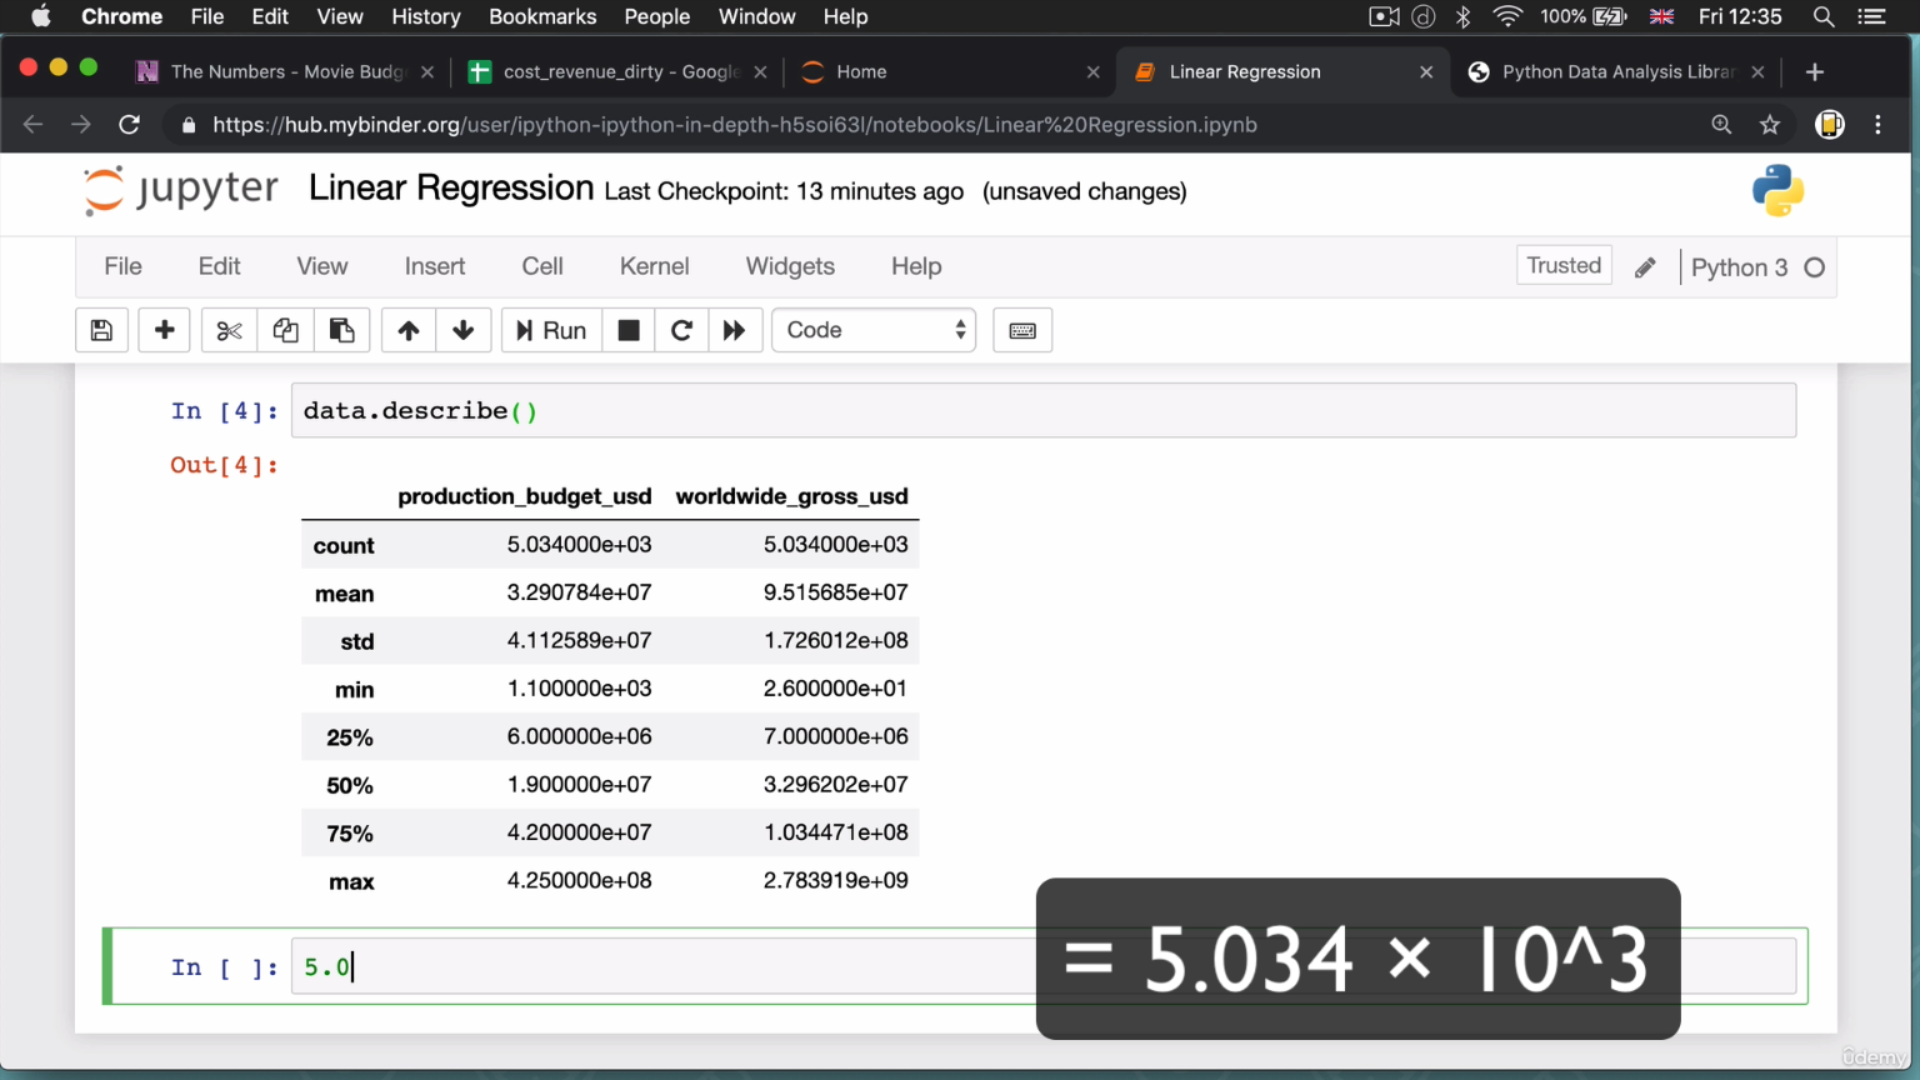 Chrome File Edit View History Bookmarks People Window Help 100% Fri 12:35
The Numbers - Movie Budg cost_revenue_dirty - Google Home Linear Regression Python Data Analysis Librar
https://hub.mybinder.org/user/ipython-ipython-in-depth-h5soi63l/notebooks/Linear%20Regression.ipynb
jupyter Linear Regression Last Checkpoint: 13 minutes ago (unsaved changes)
File Edit View Insert Cell Kernel Widgets Help Trusted Python 3
Run Code
In [4]: data.describe()
Out[4]:
production_budget_usd worldwide_gross_usd
count 5.034000e+03 5.034000e+03
mean 3.290784e+07 9.515685e+07
std 4.112589e+07 1.726012e+08
min 1.100000e+03 2.600000e+01
25% 6.000000e+06 7.000000e+06
50% 1.900000e+07 3.296202e+07
75% 4.200000e+07 1.034471e+08
max 4.250000e+08 2.783919e+09
In [ ]: 5.0
= 5.034 × 10^3
ûdemy